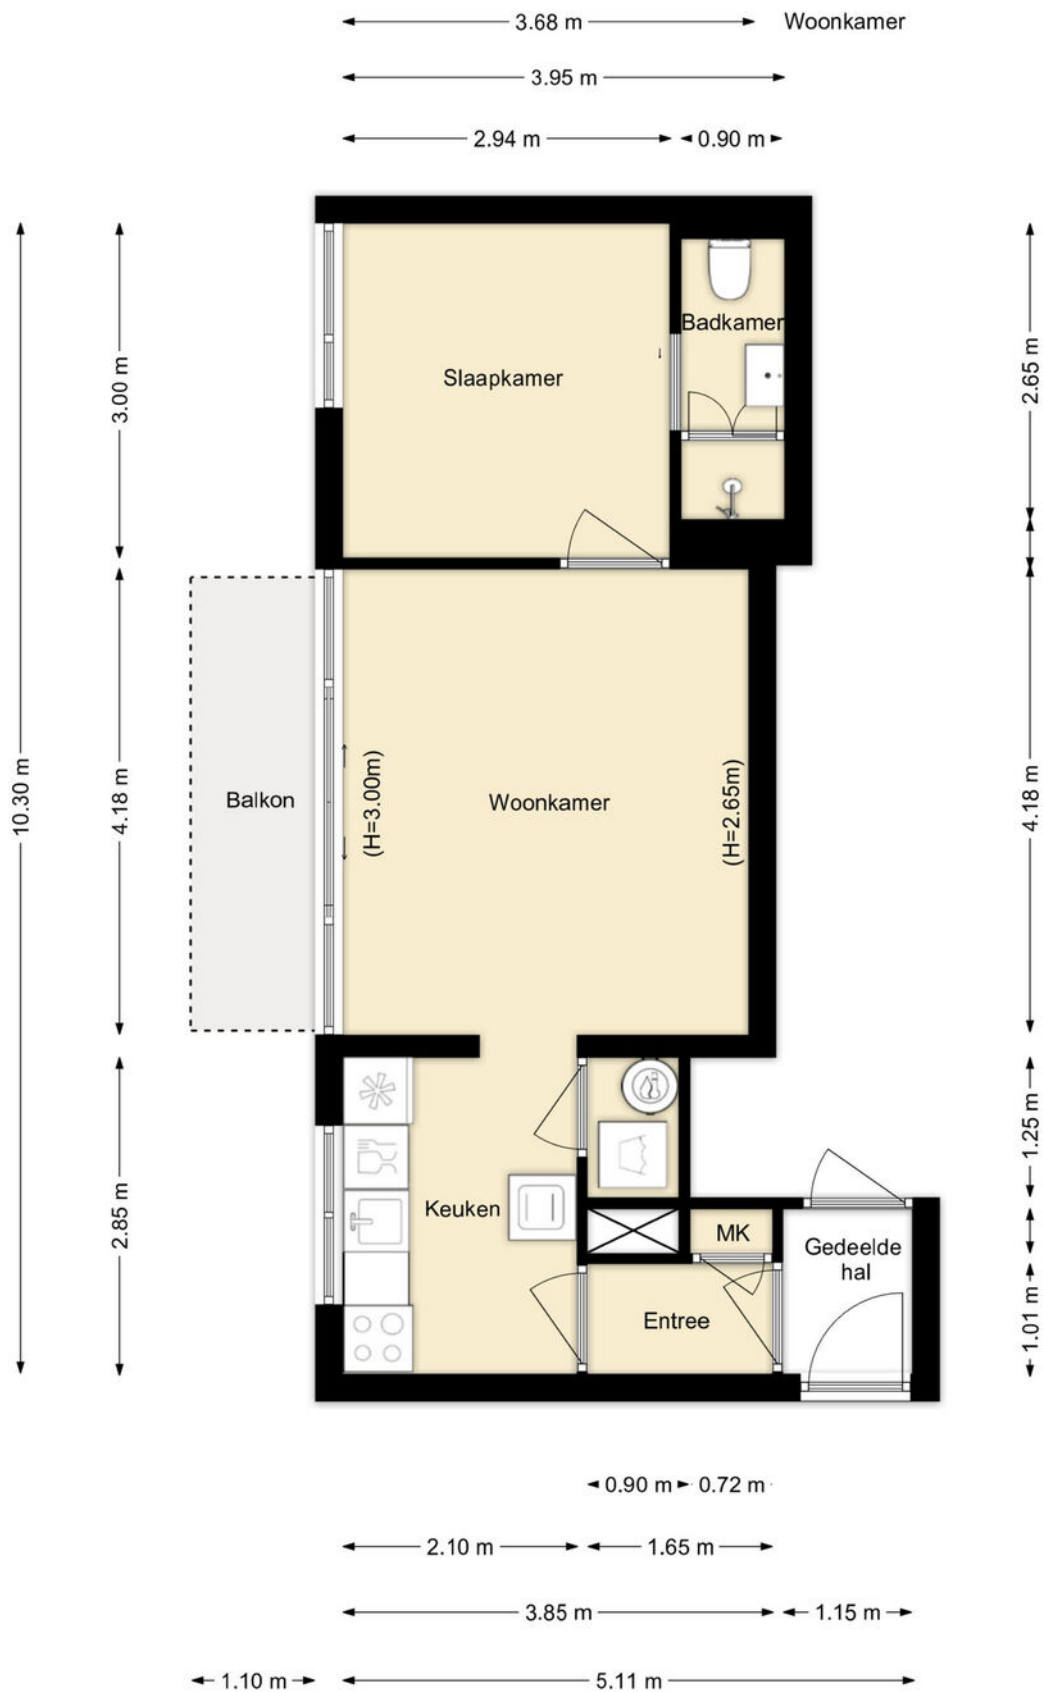 3.68 m Woonkamer
3.95 m
2.94 m 0.90 m
10.30 m
3.00 m
4.18 m
2.85 m
Slaapkamer
Badkamer
Balkon
(H=3.00m)
Woonkamer
(H=2.65m)
Keuken
MK
Gedeelde
hal
Entree
2.65 m
4.18 m
1.25 m
1.01 m
0.90 m 0.72 m
2.10 m 1.65 m
3.85 m 1.15 m
1.10 m 5.11 m